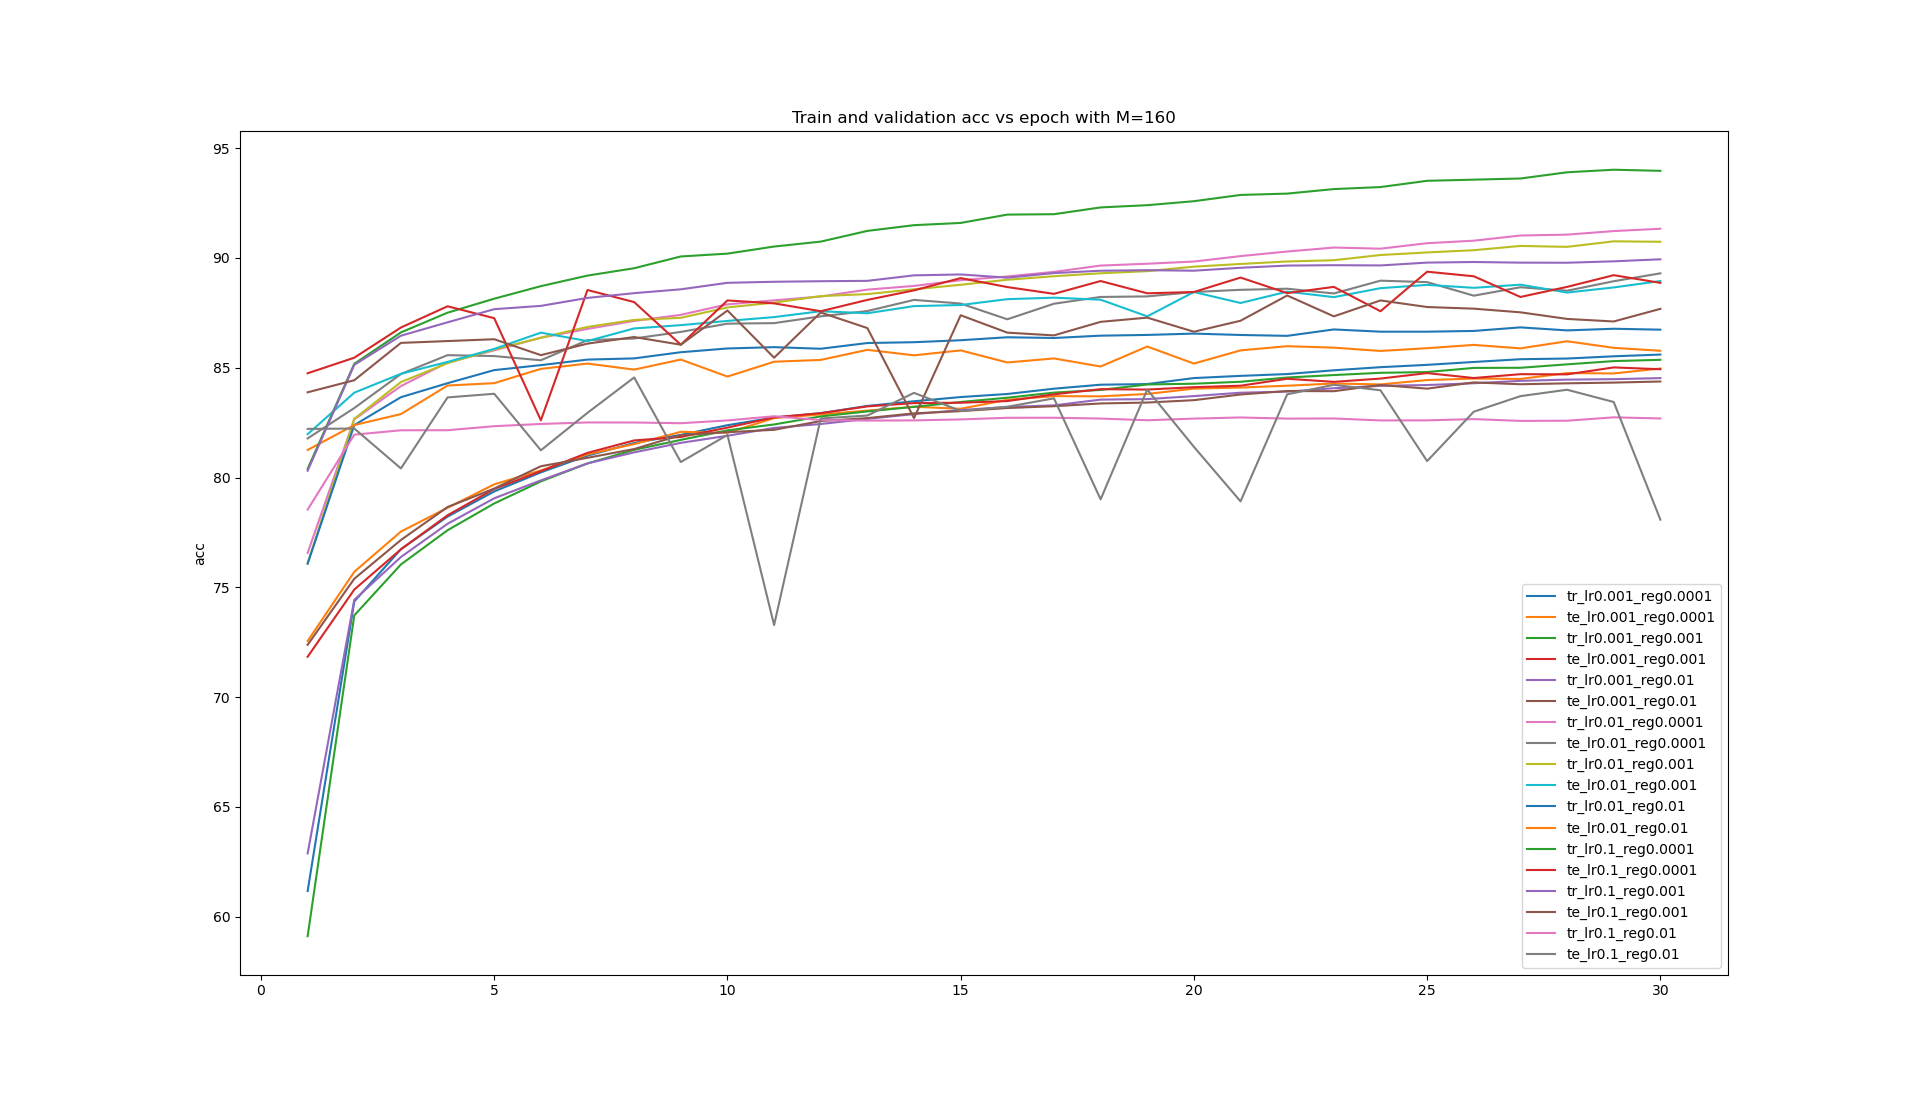 Train and validation acc vs epoch with M=160
95
90
85
80
75
70
65
60
acc
0 5 10 15 20 25 30
tr_lr0.001_reg0.0001
te_lr0.001_reg0.0001
tr_lr0.001_reg0.001
te_lr0.001_reg0.001
tr_lr0.001_reg0.01
te_lr0.001_reg0.01
tr_lr0.01_reg0.0001
te_lr0.01_reg0.0001
tr_lr0.01_reg0.001
te_lr0.01_reg0.001
tr_lr0.01_reg0.01
te_lr0.01_reg0.01
tr_lr0.1_reg0.0001
te_lr0.1_reg0.0001
tr_lr0.1_reg0.001
te_lr0.1_reg0.001
tr_lr0.1_reg0.01
te_lr0.1_reg0.01